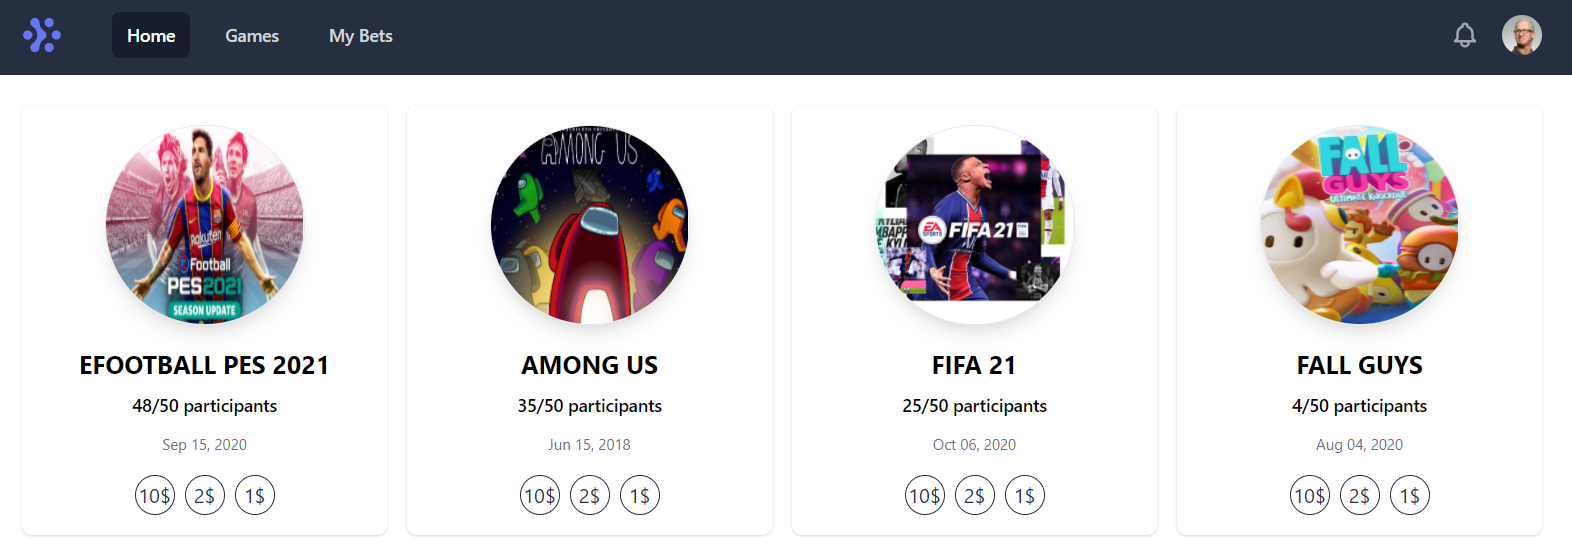 Home Games My Bets
Rakuten
eFootball
PES2021
SEASON UPDATE
EFOOTBALL PES 2021
48/50 participants
Sep 15, 2020
10$ 2$ 1$
AMONG US
AMONG US
35/50 participants
Jun 15, 2018
10$ 2$ 1$
EA
SPORTS
FIFA 21
FIFA 21
25/50 participants
Oct 06, 2020
10$ 2$ 1$
FALL
GUYS
ULTIMATE KNOCKOUT
FALL GUYS
4/50 participants
Aug 04, 2020
10$ 2$ 1$